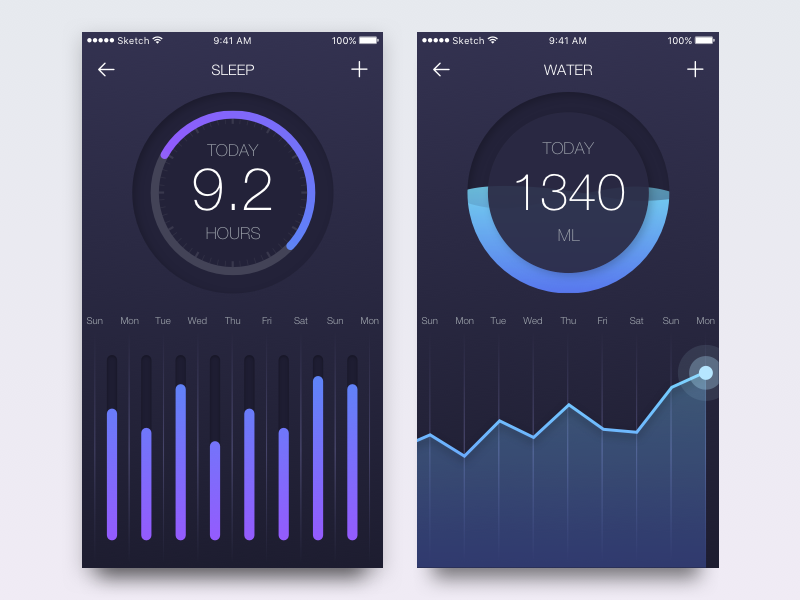 Sketch 9:41 AM 100%
SLEEP
TODAY
9.2
HOURS
Sun Mon Tue Wed Thu Fri Sat Sun Mon
Sketch 9:41 AM 100%
WATER
TODAY
1340
ML
Sun Mon Tue Wed Thu Fri Sat Sun Mon